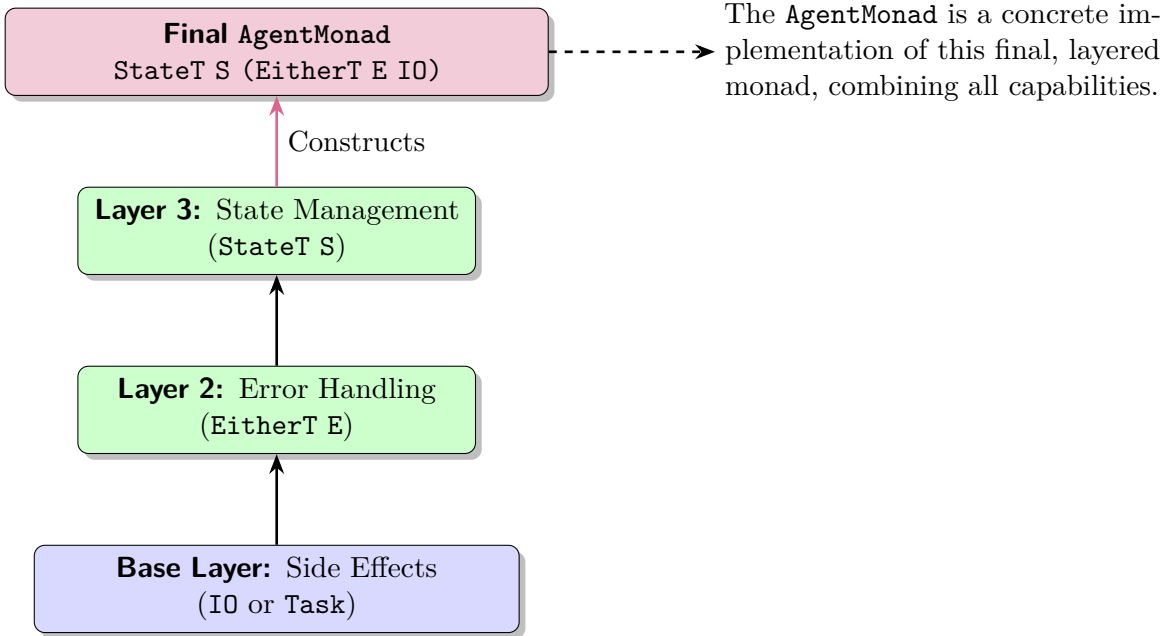 Final AgentMonad
StateT S (EitherT E IO)
The AgentMonad is a concrete im-
plementation of this final, layered
monad, combining all capabilities.
Constructs
Layer 3: State Management
(StateT S)
Layer 2: Error Handling
(EitherT E)
Base Layer: Side Effects
(IO or Task)